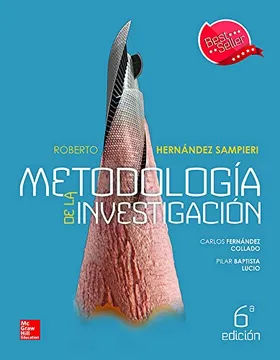 Best
Seller
ROBERTO HERNÁNDEZ SAMPIERI
METODOLOGÍA
DE LA
INVESTIGACIÓN
CARLOS FERNÁNDEZ
COLLADO
PILAR BAPTISTA
LUCIO
Mc
Graw
Hill
Education
6ª
edición